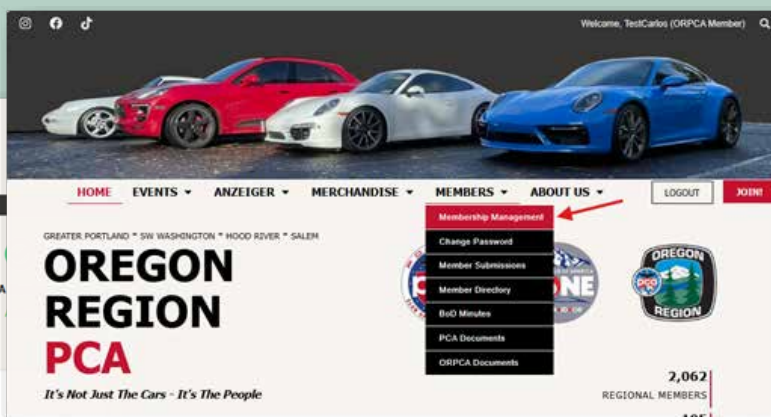 Welcome, TestCarlos (ORPCA Member)
HOME EVENTS ANZEIGER MERCHANDISE MEMBERS ABOUT US LOGOUT JOIN!
Membership Management
Change Password
Member Submissions
Member Directory
BoD Minutes
PCA Documents
ORPCA Documents
GREATER PORTLAND * SW WASHINGTON * HOOD RIVER * SALEM
OREGON
REGION
PCA
It's Not Just The Cars - It's The People
OREGON
pca
REGION
2,062
REGIONAL MEMBERS